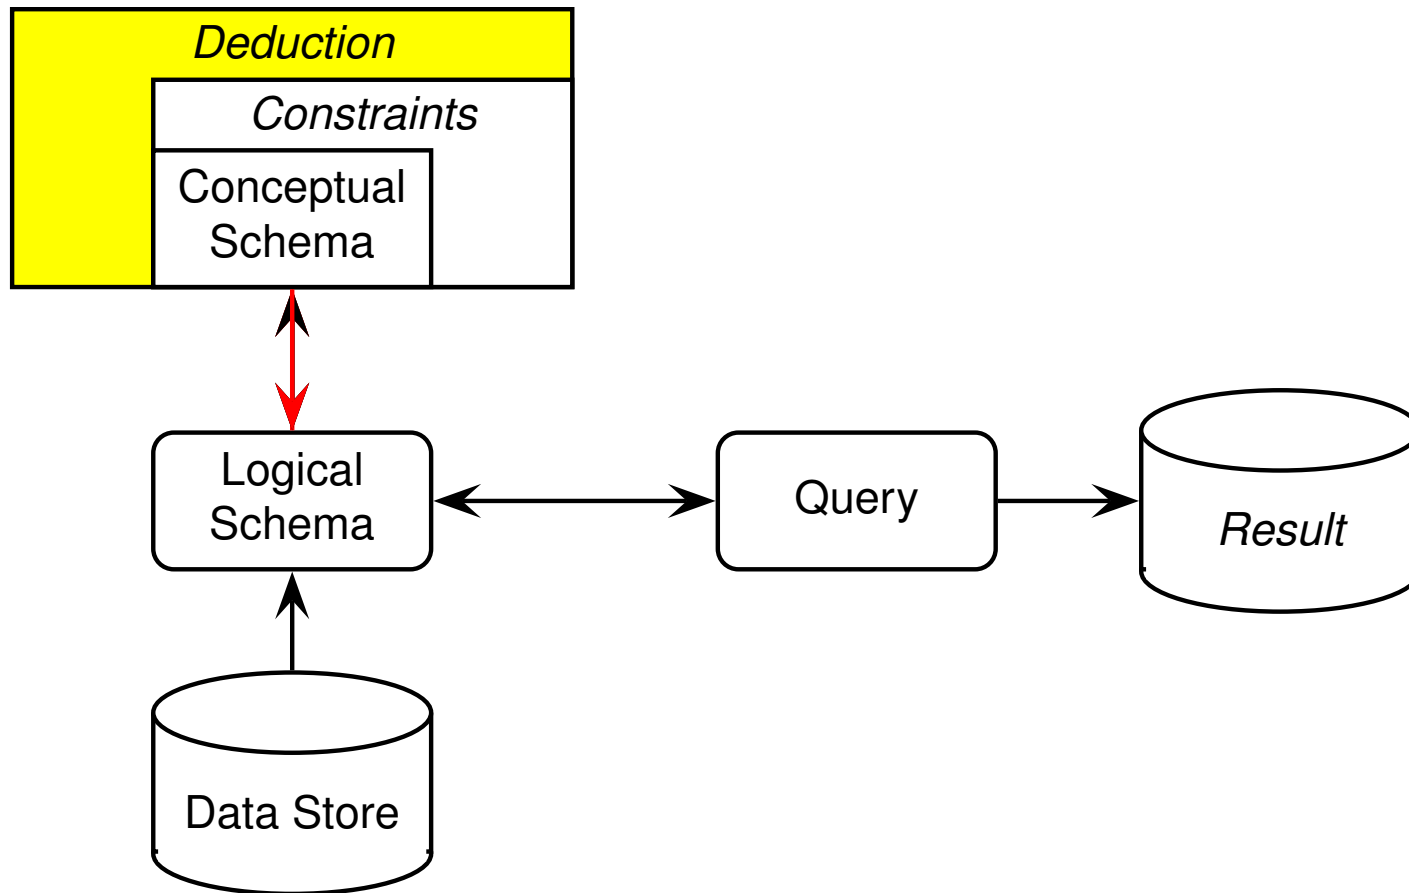 Deduction
Constraints
Conceptual
Schema
Logical
Schema
Query
Result
Data Store